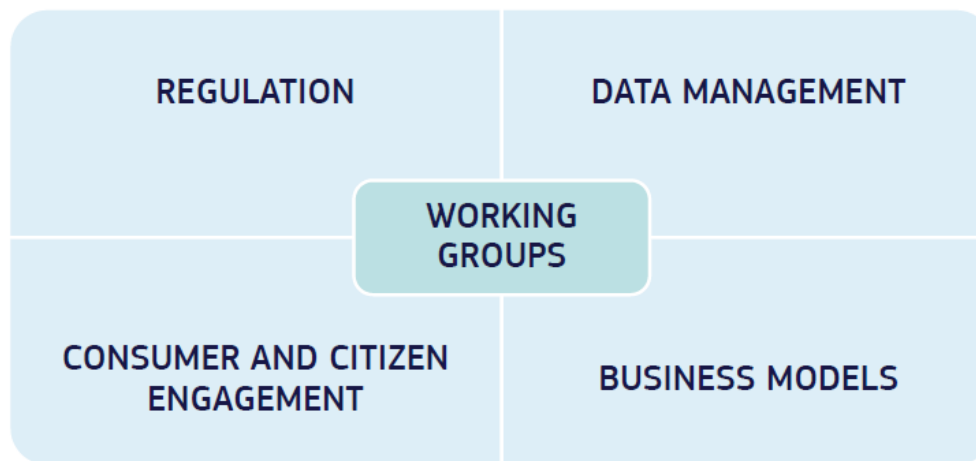 REGULATION
DATA MANAGEMENT
WORKING
GROUPS
CONSUMER AND CITIZEN
ENGAGEMENT
BUSINESS MODELS